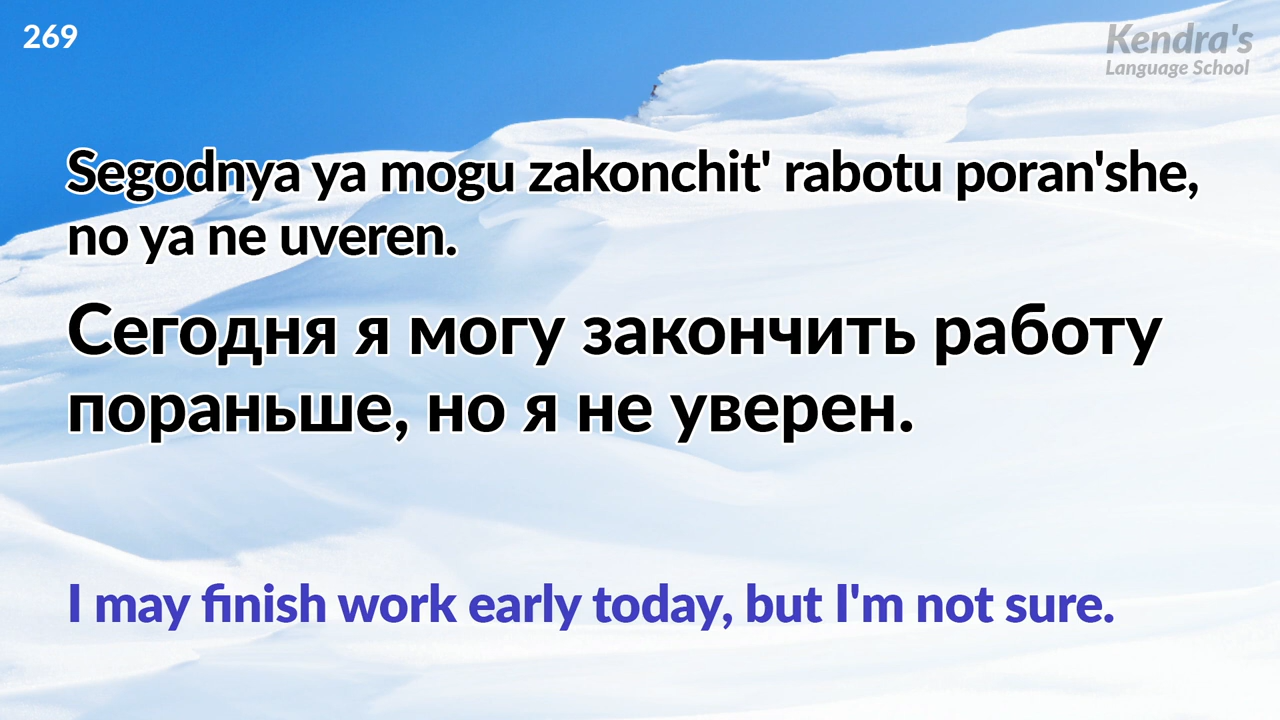 269
Kendra's
Language School
Segodnya ya mogu zakonchit' rabotu poran'she,
no ya ne uveren.
Сегодня я могу закончить работу
пораньше, но я не уверен.
I may finish work early today, but I'm not sure.